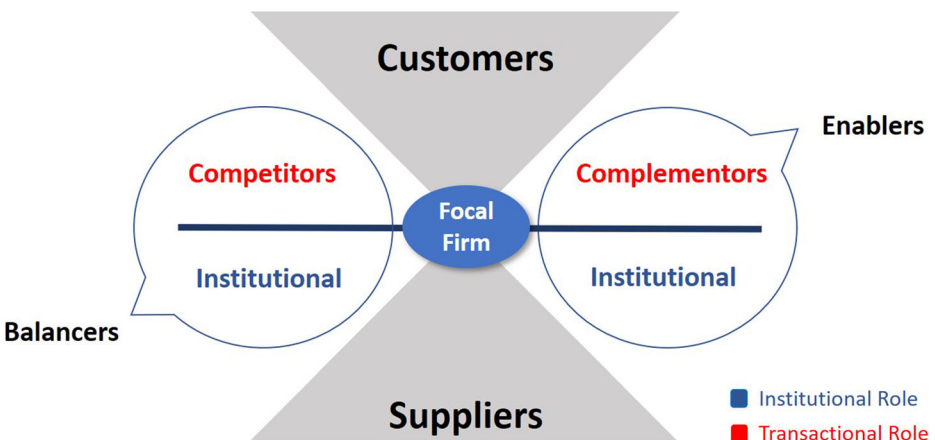 Customers
Enablers
Competitors
Complementors
Focal
Firm
Institutional
Institutional
Balancers
Suppliers
Institutional Role
Transactional Role